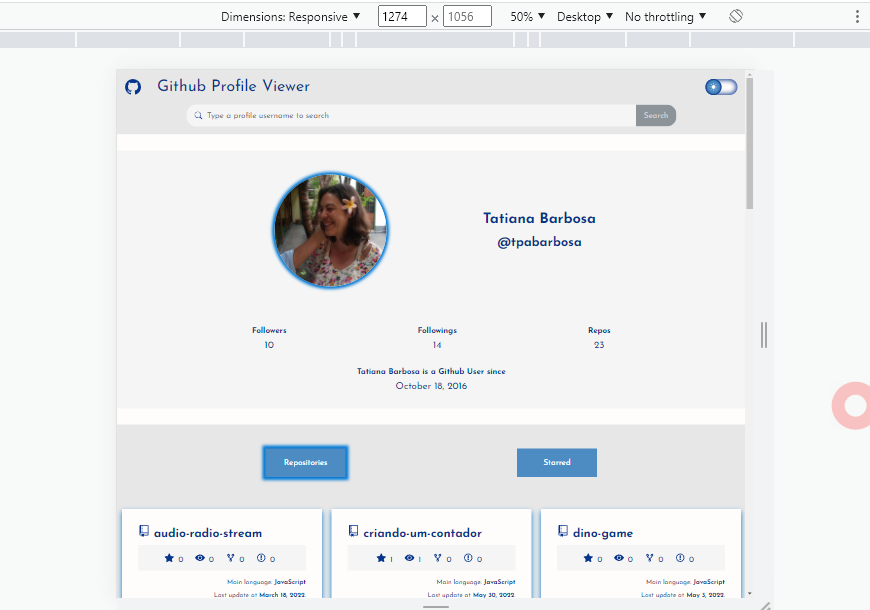 Dimensions: Responsive ▼ 1274 × 1056 50% ▼ Desktop ▼ No throttling ▼
Github Profile Viewer
Type a profile username to search Search
Tatiana Barbosa
@tpabarbosa
Followers Followings Repos
10 14 23
Tatiana Barbosa is a Github User since
October 18, 2016
Repositories Starred
audio-radio-stream criando-um-contador dino-game
0 0 0 0 1 1 0 0 0 0 0 0
Main language: JavaScript Main language: JavaScript Main language: JavaScript
Last update at March 18, 2022. Last update at May 30, 2022. Last update at May 3, 2022.